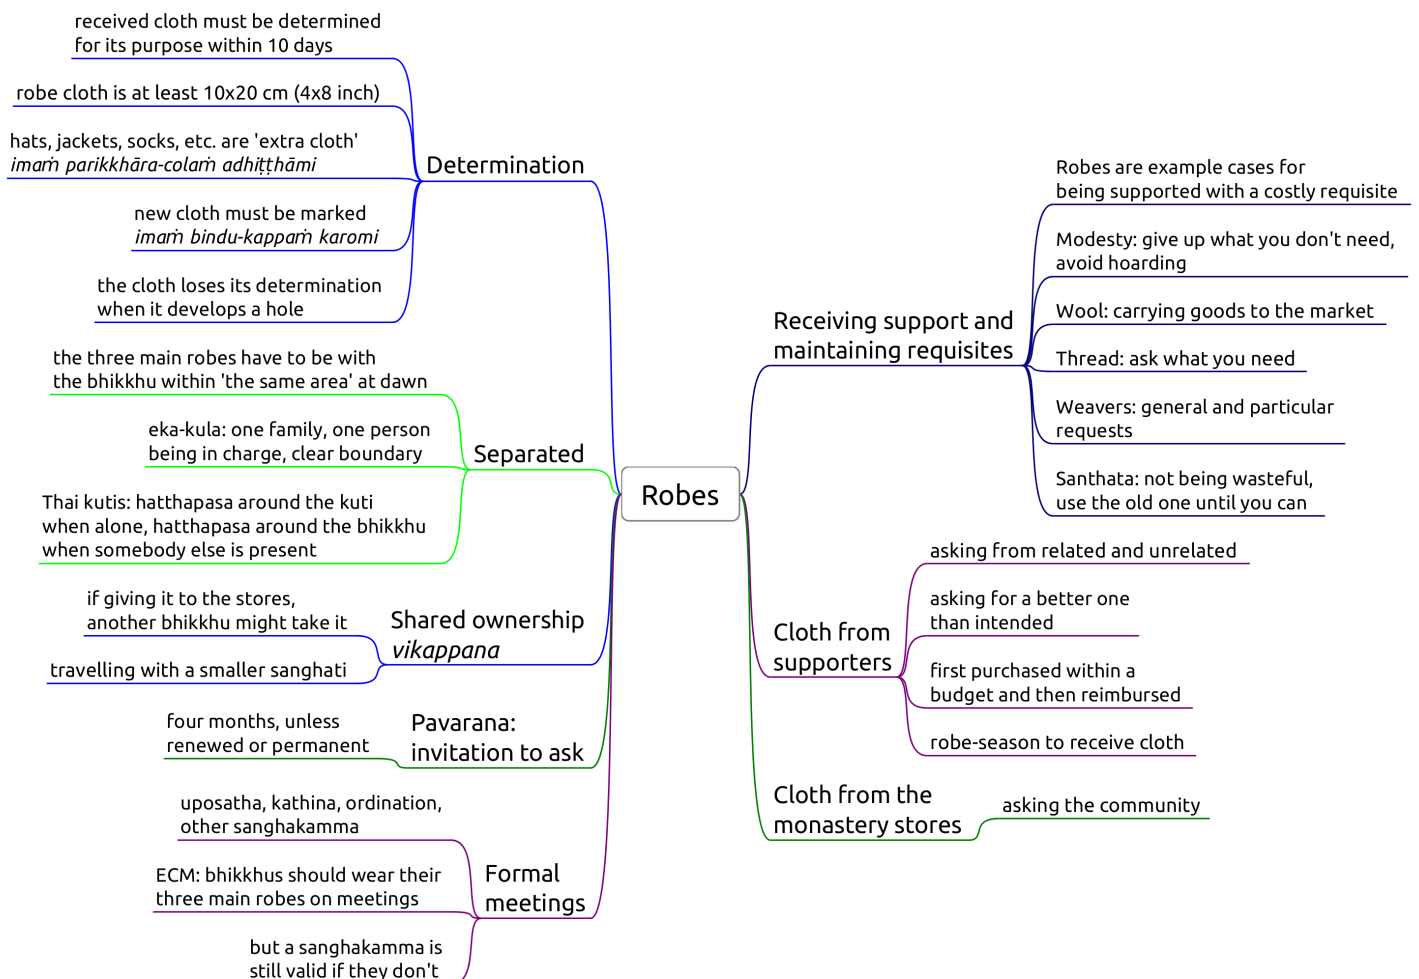 Robes
Determination
received cloth must be determined
for its purpose within 10 days
robe cloth is at least 10x20 cm (4x8 inch)
hats, jackets, socks, etc. are 'extra cloth'
imaṁ parikkhāra-colaṁ adhiṭṭhāmi
new cloth must be marked
imaṁ bindu-kappaṁ karomi
the cloth loses its determination
when it develops a hole
Separated
the three main robes have to be with
the bhikkhu within 'the same area' at dawn
eka-kula: one family, one person
being in charge, clear boundary
Thai kutis: hatthapasa around the kuti
when alone, hatthapasa around the bhikkhu
when somebody else is present
Shared ownership
vikappana
if giving it to the stores,
another bhikkhu might take it
travelling with a smaller sanghati
Pavarana:
invitation to ask
four months, unless
renewed or permanent
Formal
meetings
uposatha, kathina, ordination,
other sanghakamma
ECM: bhikkhus should wear their
three main robes on meetings
but a sanghakamma is
still valid if they don't
Receiving support and
maintaining requisites
Robes are example cases for
being supported with a costly requisite
Modesty: give up what you don't need,
avoid hoarding
Wool: carrying goods to the market
Thread: ask what you need
Weavers: general and particular
requests
Santhata: not being wasteful,
use the old one until you can
Cloth from
supporters
asking from related and unrelated
asking for a better one
than intended
first purchased within a
budget and then reimbursed
robe-season to receive cloth
Cloth from the
monastery stores
asking the community